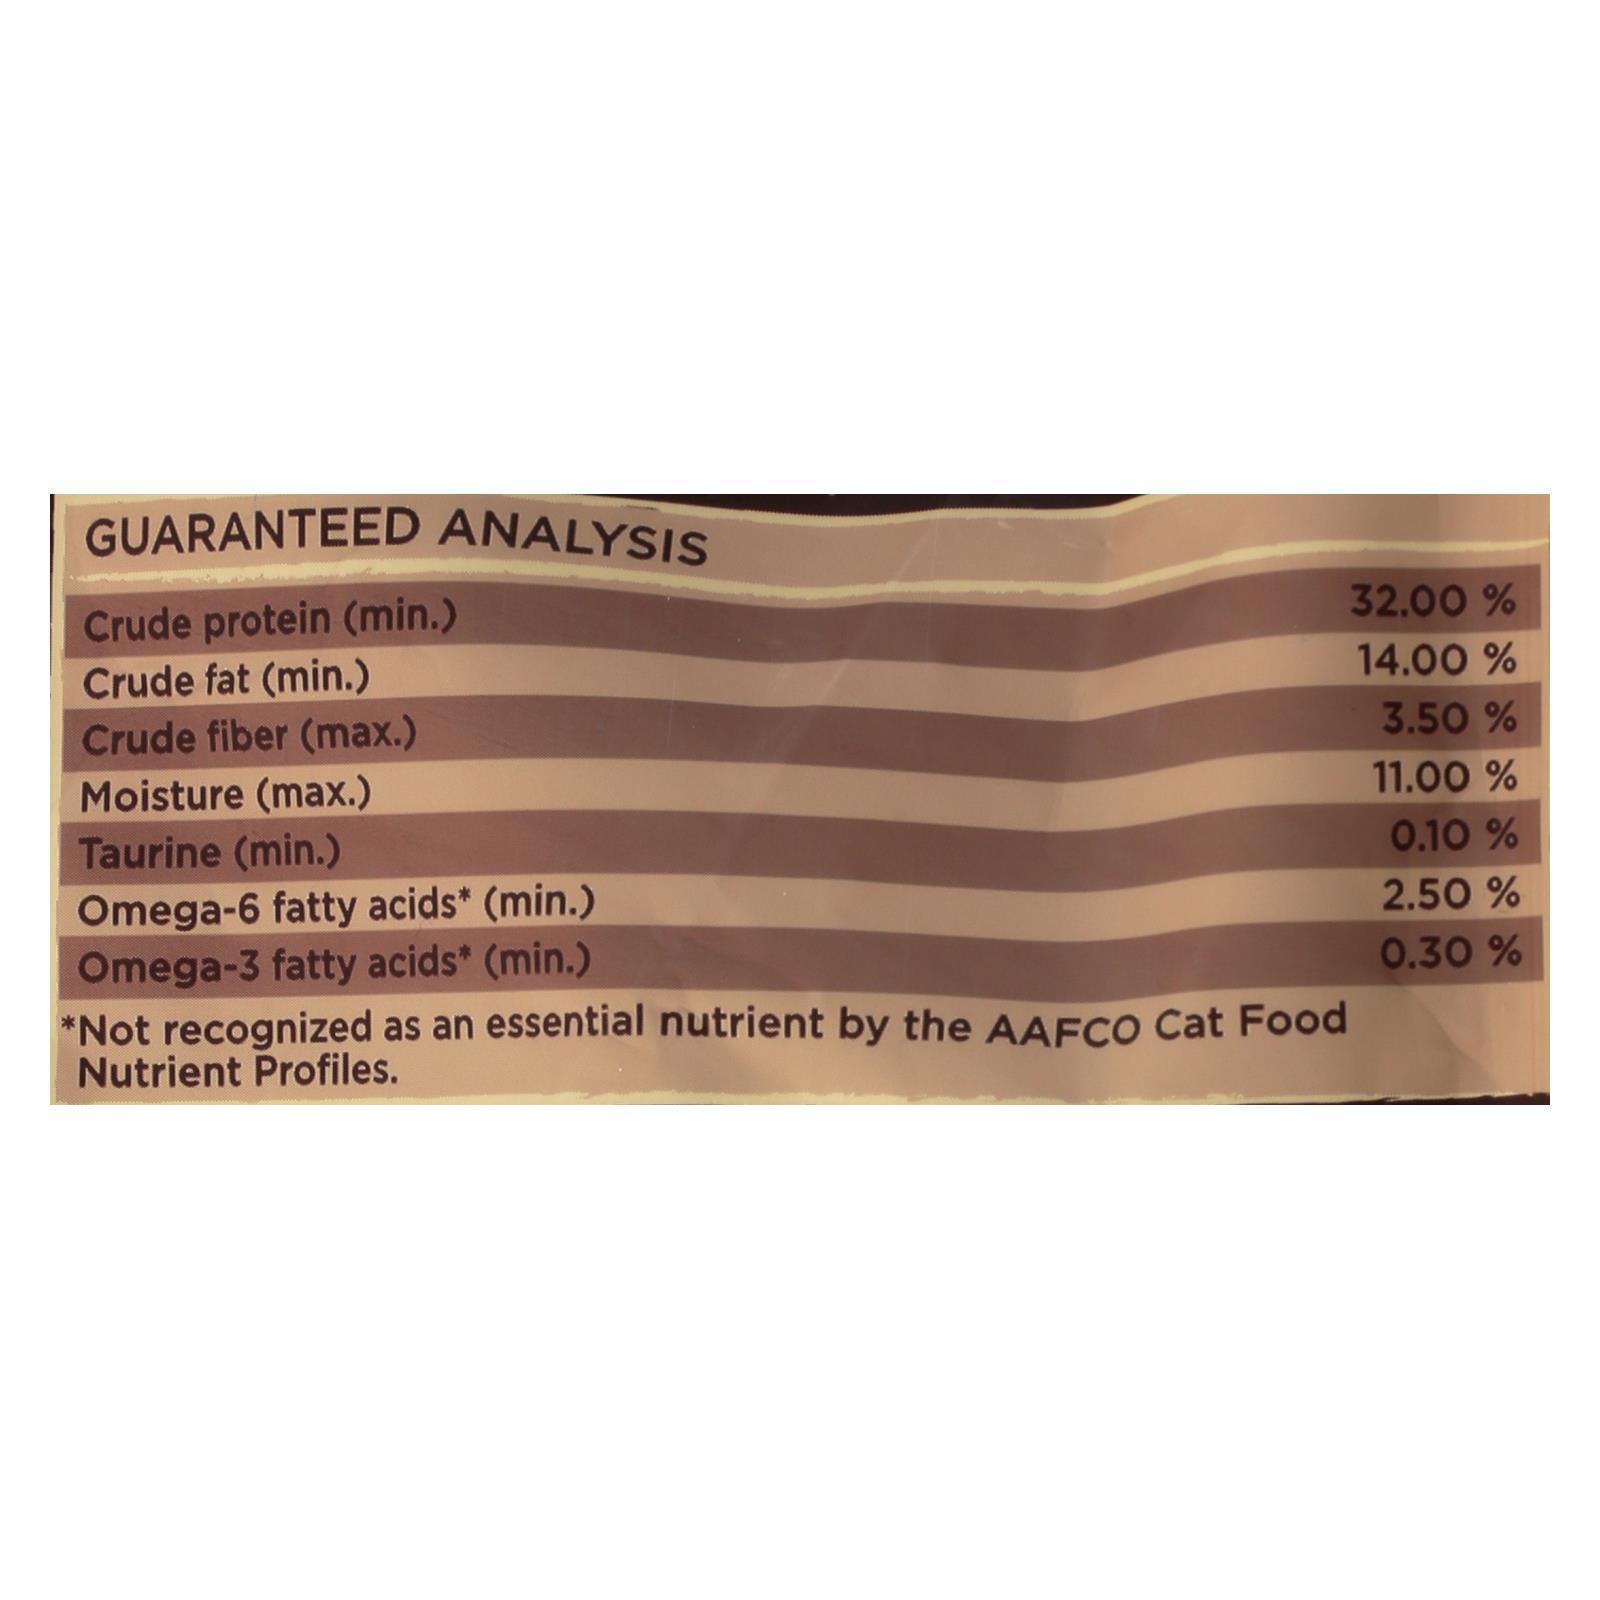 GUARANTEED ANALYSIS
Crude protein (min.) 32.00 %
Crude fat (min.) 14.00 %
Crude fiber (max.) 3.50 %
Moisture (max.) 11.00 %
Taurine (min.) 0.10 %
Omega-6 fatty acids* (min.) 2.50 %
Omega-3 fatty acids* (min.) 0.30 %
*Not recognized as an essential nutrient by the AAFCO Cat Food
Nutrient Profiles.